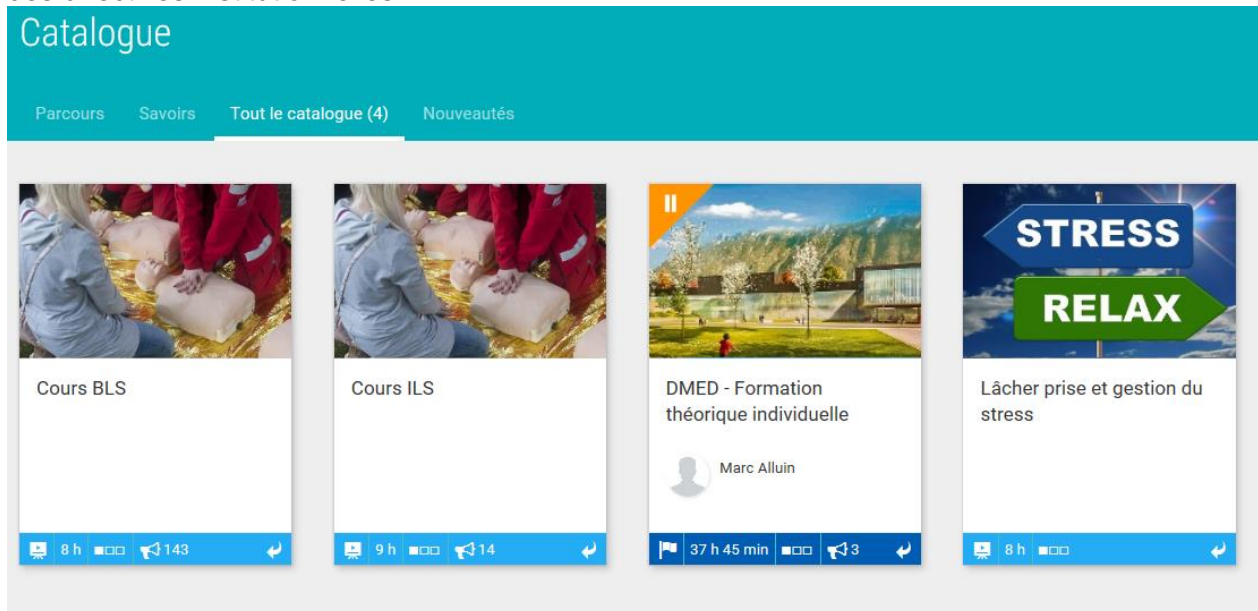 Catalogue
Parcours Savoirs Tout le catalogue (4) Nouveautés
STRESS
RELAX
Cours BLS
Cours ILS
DMED - Formation
théorique individuelle
Marc Alluin
Lâcher prise et gestion du
stress
8 h 143
9 h 14
37 h 45 min 3
8 h